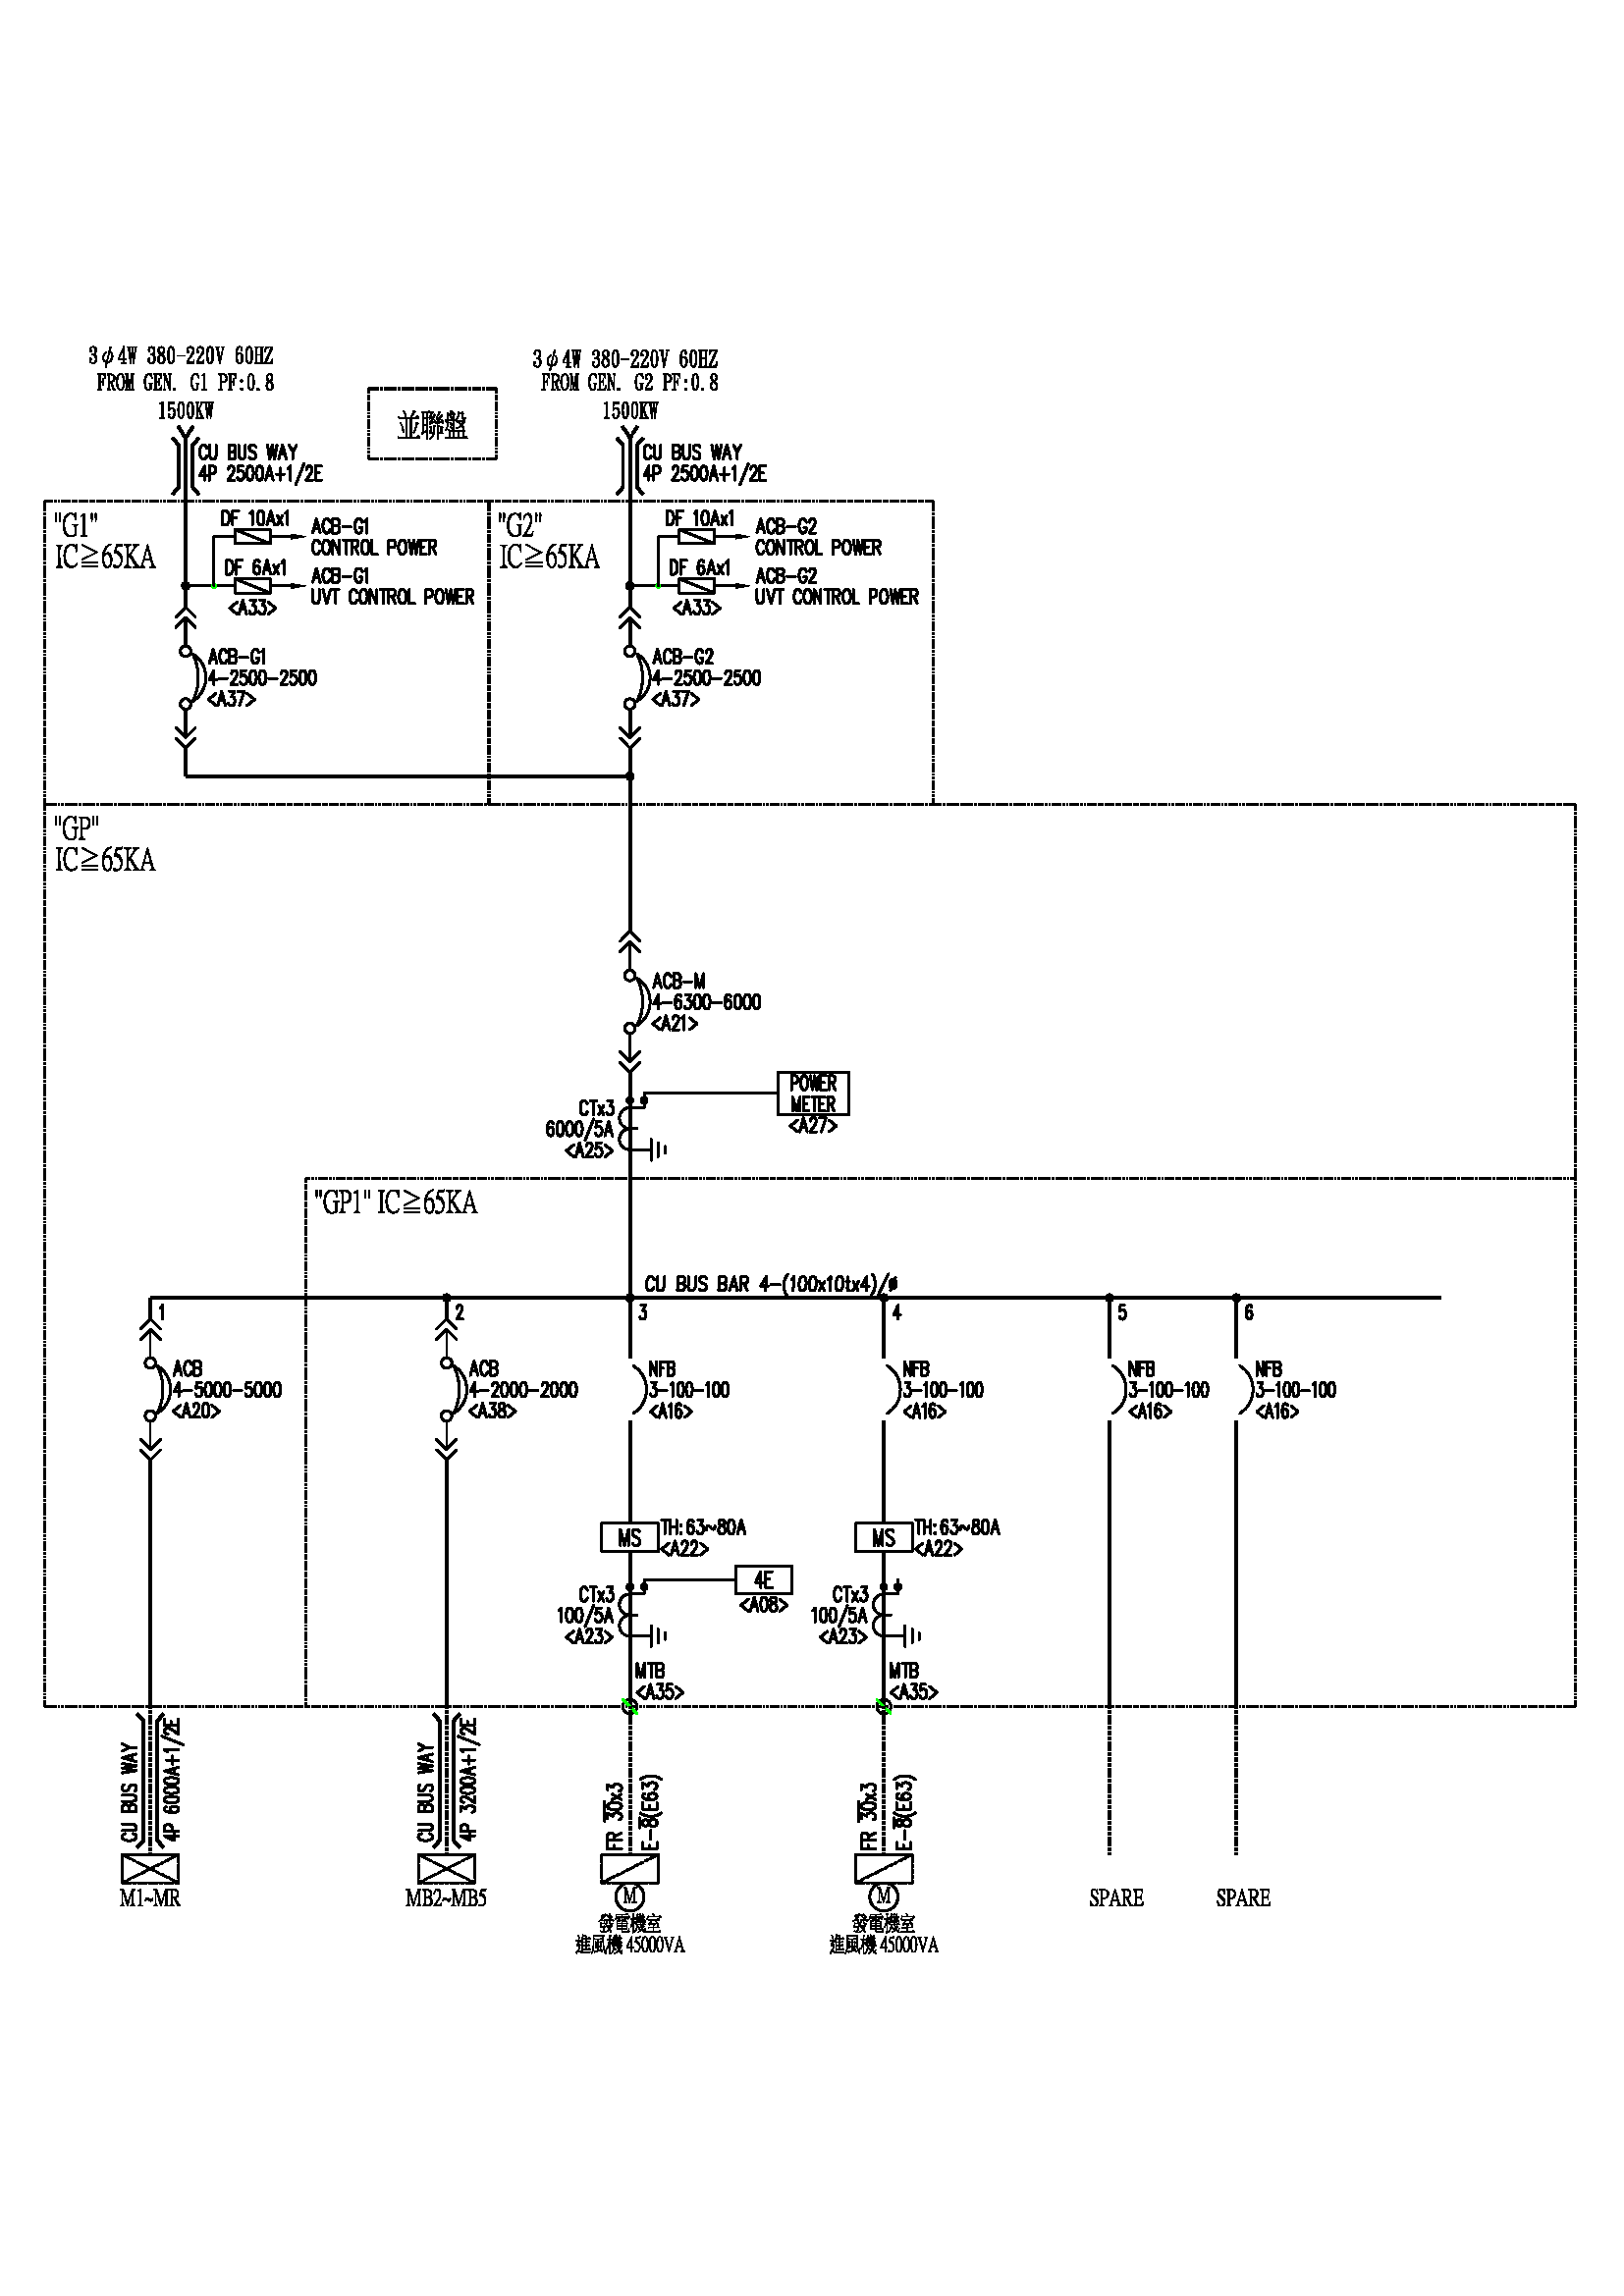 3φ4W 380-220V 60HZ
FROM GEN. G1 PF:0.8
1500KW
CU BUS WAY
4P 2500A+1/2E
並聯盤
3φ4W 380-220V 60HZ
FROM GEN. G2 PF:0.8
1500KW
CU BUS WAY
4P 2500A+1/2E
"G1"
IC≧65KA
DF 10Ax1
ACB-G1
CONTROL POWER
DF 6Ax1
ACB-G1
UVT CONTROL POWER
<A33>
ACB-G1
4-2500-2500
<A37>
"G2"
IC≧65KA
DF 10Ax1
ACB-G2
CONTROL POWER
DF 6Ax1
ACB-G2
UVT CONTROL POWER
<A33>
ACB-G2
4-2500-2500
<A37>
"GP"
IC≧65KA
ACB-M
4-6300-6000
<A21>
CTx3
6000/5A
<A25>
POWER
METER
<A27>
"GP1" IC≧65KA
CU BUS BAR 4-(100x10tx4)/ø
1
ACB
4-5000-5000
<A20>
2
ACB
4-2000-2000
<A38>
3
NFB
3-100-100
<A16>
4
NFB
3-100-100
<A16>
5
NFB
3-100-100
<A16>
6
NFB
3-100-100
<A16>
MS
TH:63~80A
<A22>
MS
TH:63~80A
<A22>
CTx3
100/5A
<A23>
4E
<A08>
CTx3
100/5A
<A23>
MTB
<A35>
MTB
<A35>
CU BUS WAY
4P 6000A+1/2E
CU BUS WAY
4P 3200A+1/2E
FR 30x3
E-8(E63)
FR 30x3
E-8(E63)
M1~MR
MB2~MB5
M
發電機室
進風機 45000VA
M
發電機室
進風機 45000VA
SPARE
SPARE